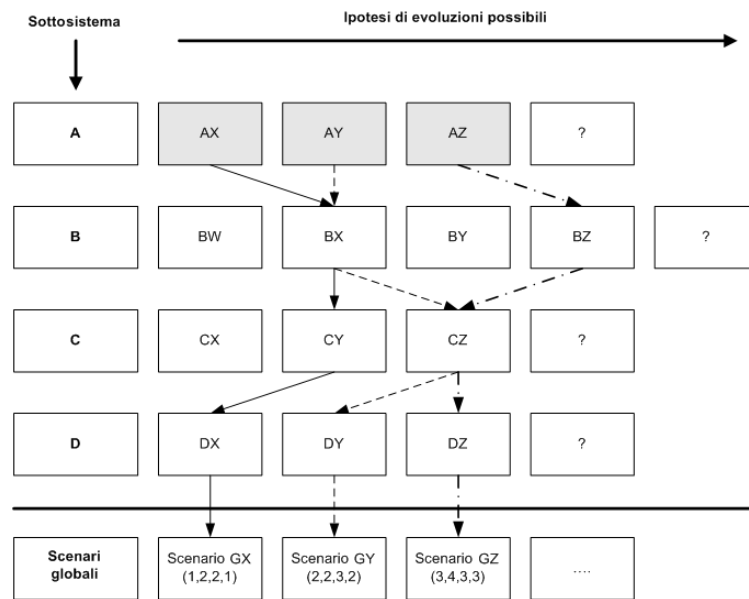 Sottosistema
Ipotesi di evoluzioni possibili
A
AX
AY
AZ
?
B
BW
BX
BY
BZ
?
C
CX
CY
CZ
?
D
DX
DY
DZ
?
Scenari
globali
Scenario GX
(1,2,2,1)
Scenario GY
(2,2,3,2)
Scenario GZ
(3,4,3,3)
....